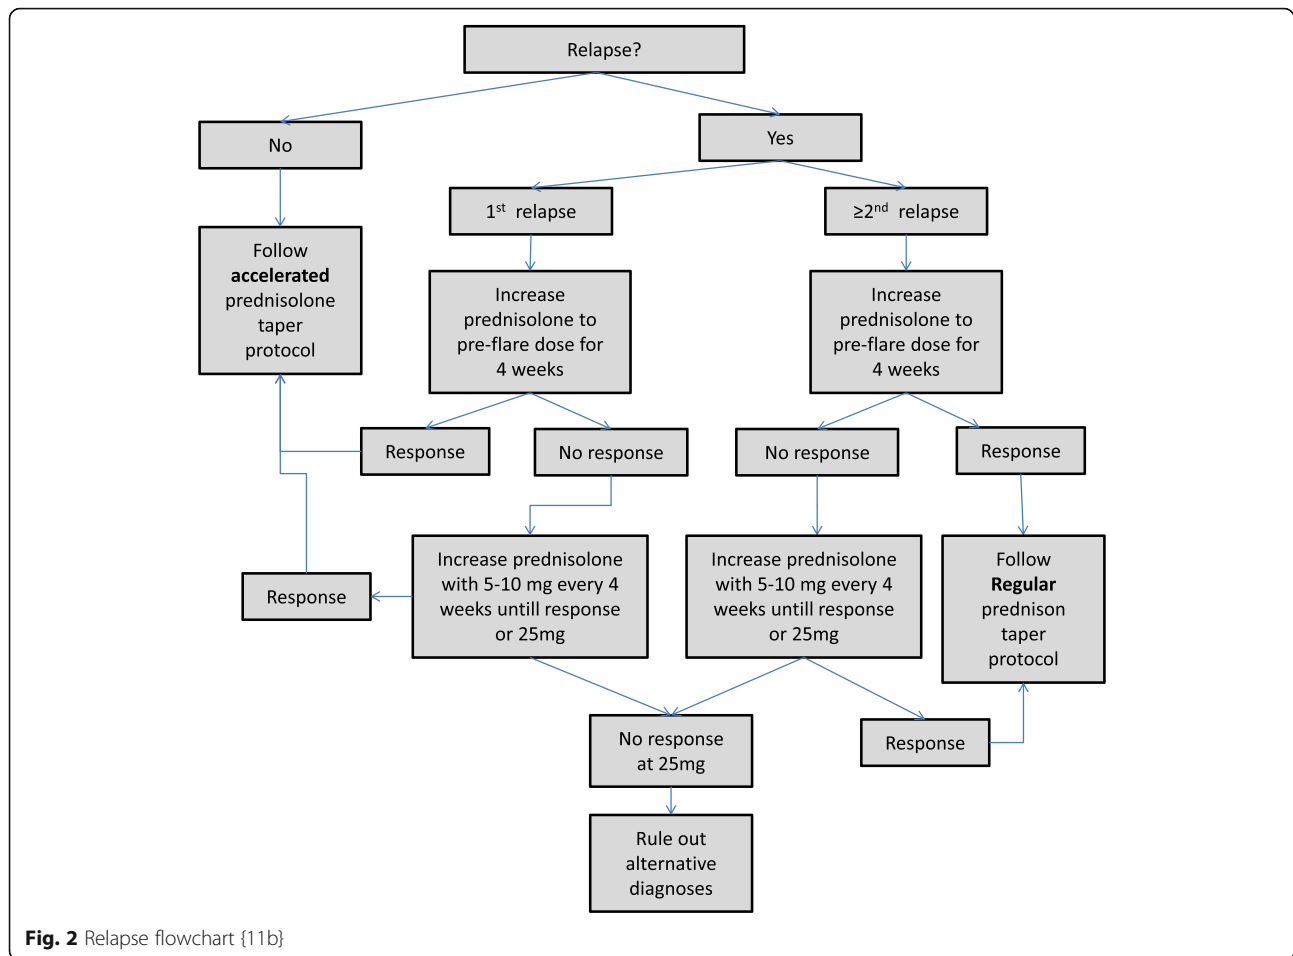 Relapse?
No
Yes
1st relapse
≥2nd relapse
Follow
accelerated
prednisolone
taper
protocol
Increase
prednisolone to
pre-flare dose for
4 weeks
Increase
prednisolone to
pre-flare dose for
4 weeks
Response
No response
No response
Response
Response
Increase prednisolone
with 5-10 mg every 4
weeks untill response
or 25mg
Increase prednisolone
with 5-10 mg every 4
weeks untill response
or 25mg
Follow
Regular
prednison
taper
protocol
No response
at 25mg
Response
Rule out
alternative
diagnoses
Fig. 2 Relapse flowchart {11b}